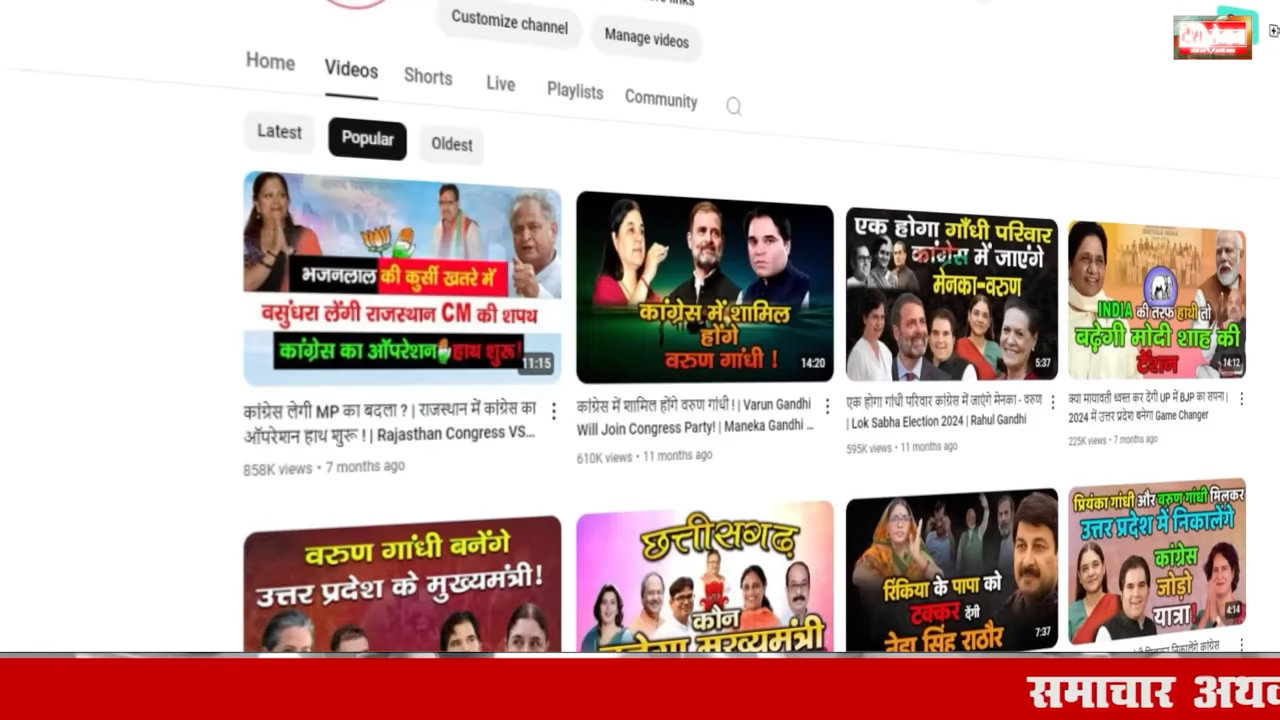 Customize channel
Manage videos
Home
Videos
Shorts
Live
Playlists
Community
Latest
Popular
Oldest
भजनलाल की कुर्सी खतरे में
वसुंधरा लेंगी राजस्थान CM की शपथ
कांग्रेस का ऑपरेशन हाथ शुरू!
11:15
कांग्रेस लेगी MP का बदला ? | राजस्थान में कांग्रेस का
ऑपरेशन हाथ शुरू ! | Rajasthan Congress VS...
858K views • 7 months ago
कांग्रेस में शामिल
होंगे
वरुण गांधी !
14:20
कांग्रेस में शामिल होंगे वरुण गांधी ! | Varun Gandhi
Will Join Congress Party! | Maneka Gandhi ...
610K views • 11 months ago
एक होगा गाँधी परिवार
कांग्रेस में जाएंगे
मेनका-वरुण
5:37
एक होगा गांधी परिवार कांग्रेस में जाएंगे मेनका - वरुण
| Lok Sabha Election 2024 | Rahul Gandhi
595K views • 11 months ago
INDIA की तरफ हाथी तो
बढ़ेगी मोदी शाह की
टेंशन
14:12
क्या मायावती ध्वस्त कर देंगी UP में BJP का सपना |
2024 में उत्तर प्रदेश बनेगा Game Changer
225K views • 7 months ago
वरुण गांधी बनेंगे
उत्तर प्रदेश के मुख्यमंत्री!
छत्तीसगढ़
कौन
बनेगा मुख्यमंत्री
रिंकिया के पापा को
टक्कर देंगी
नेहा सिंह राठौर
7:37
प्रियंका गांधी और वरुण गांधी मिलकर
उत्तर प्रदेश में निकालेंगे
कांग्रेस
जोड़ो
यात्रा!
4:14
समाचार अथवा